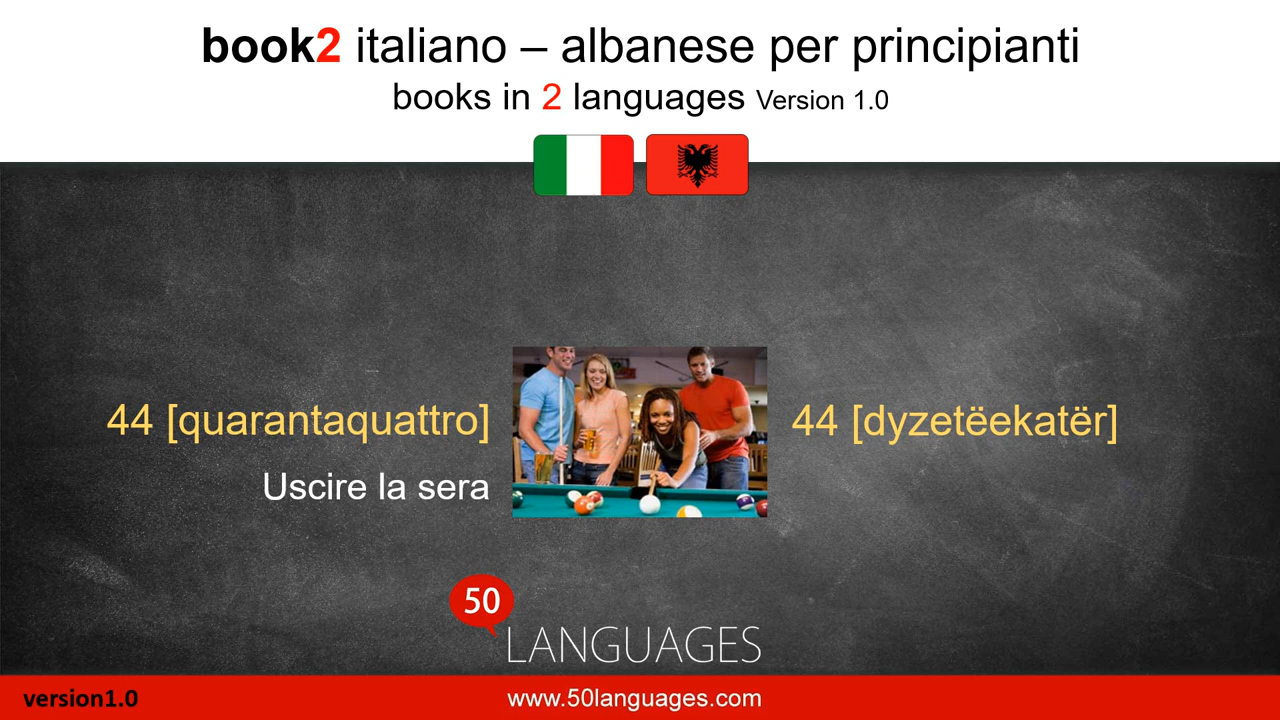 book2 italiano – albanese per principianti
books in 2 languages Version 1.0
44 [quarantaquattro]
Uscire la sera
44 [dyzetëekatër]
50
LANGUAGES
version1.0
www.50languages.com